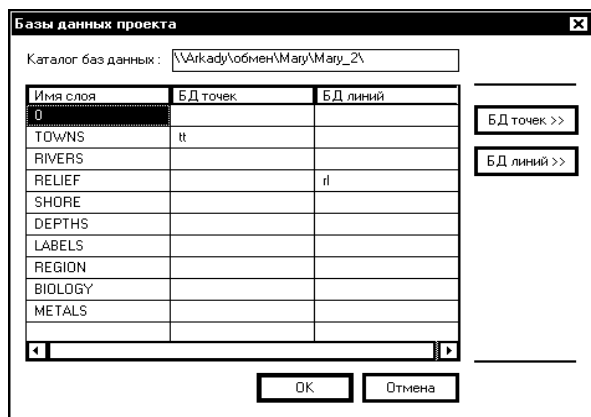 Базы данных проекта
Каталог баз данных : \\Arkady\обмен\Mary\Mary_2\
Имя слоя БД точек БД линий
0
TOWNS tt
RIVERS
RELIEF rl
SHORE
DEPTHS
LABELS
REGION
BIOLOGY
METALS
БД точек >>
БД линий >>
OK Отмена